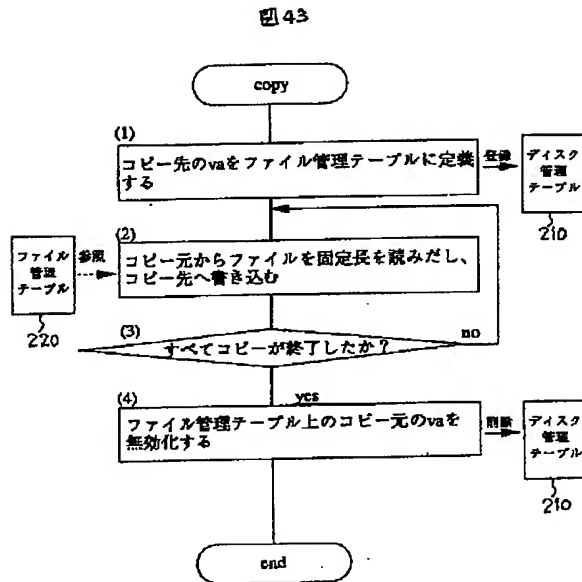 図43
copy
(1)
コピー先のvaをファイル管理テーブルに定義
する
登録
ディスク
管理
テーブル
210
(2)
コピー元からファイルを固定長を読みだし、
コピー先へ書き込む
ファイル
管理
テーブル
参照
220
(3)
すべてコピーが終了したか?
no
yes
(4)
ファイル管理テーブル上のコピー元のvaを
無効化する
削除
ディスク
管理
テーブル
210
end